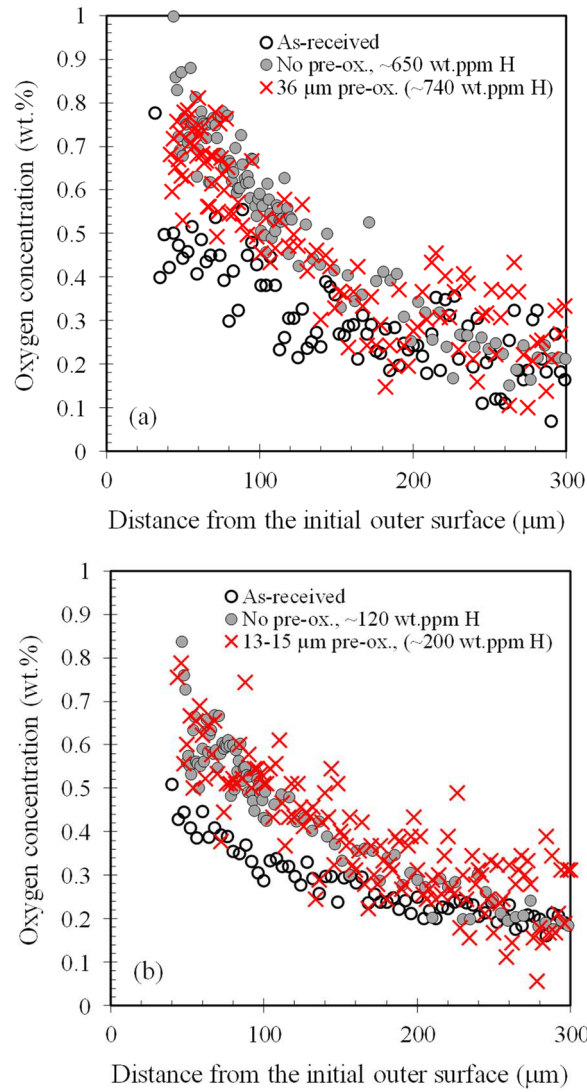 1
0.9
0.8
0.7
0.6
0.5
0.4
0.3
0.2
0.1
0
Oxygen concentration (wt.%)
As-received
No pre-ox., ~650 wt.ppm H
36 μm pre-ox. (~740 wt.ppm H)
(a)
0 100 200 300
Distance from the initial outer surface (μm)
1
0.9
0.8
0.7
0.6
0.5
0.4
0.3
0.2
0.1
0
Oxygen concentration (wt.%)
As-received
No pre-ox., ~120 wt.ppm H
13-15 μm pre-ox., (~200 wt.ppm H)
(b)
0 100 200 300
Distance from the initial outer surface (μm)